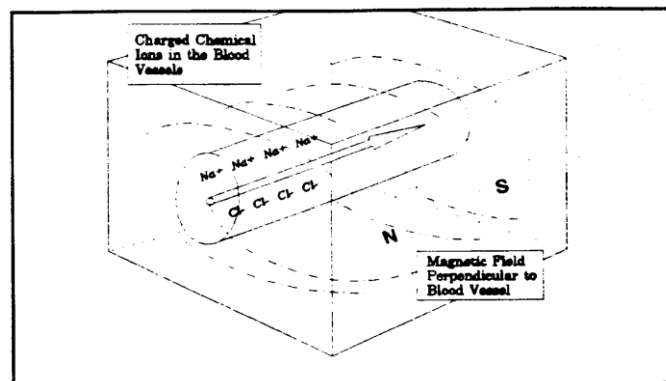 Charged Chemical
Ions in the Blood
Vessels
Na+ Na+ Na+ Na+
Cl- Cl- Cl- Cl-
S
N
Magnetic Field
Perpendicular to
Blood Vessel